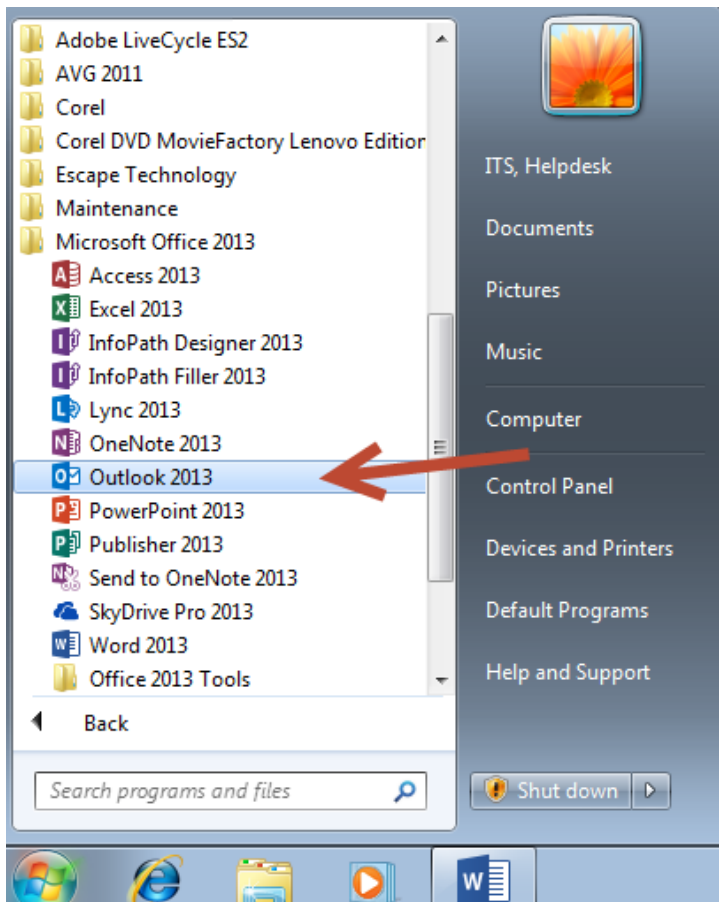 Adobe LiveCycle ES2
AVG 2011
Corel
Corel DVD MovieFactory Lenovo Edition
Escape Technology
Maintenance
Microsoft Office 2013
Access 2013
Excel 2013
InfoPath Designer 2013
InfoPath Filler 2013
Lync 2013
OneNote 2013
Outlook 2013
PowerPoint 2013
Publisher 2013
Send to OneNote 2013
SkyDrive Pro 2013
Word 2013
Office 2013 Tools
Back
Search programs and files
ITS, Helpdesk
Documents
Pictures
Music
Computer
Control Panel
Devices and Printers
Default Programs
Help and Support
Shut down